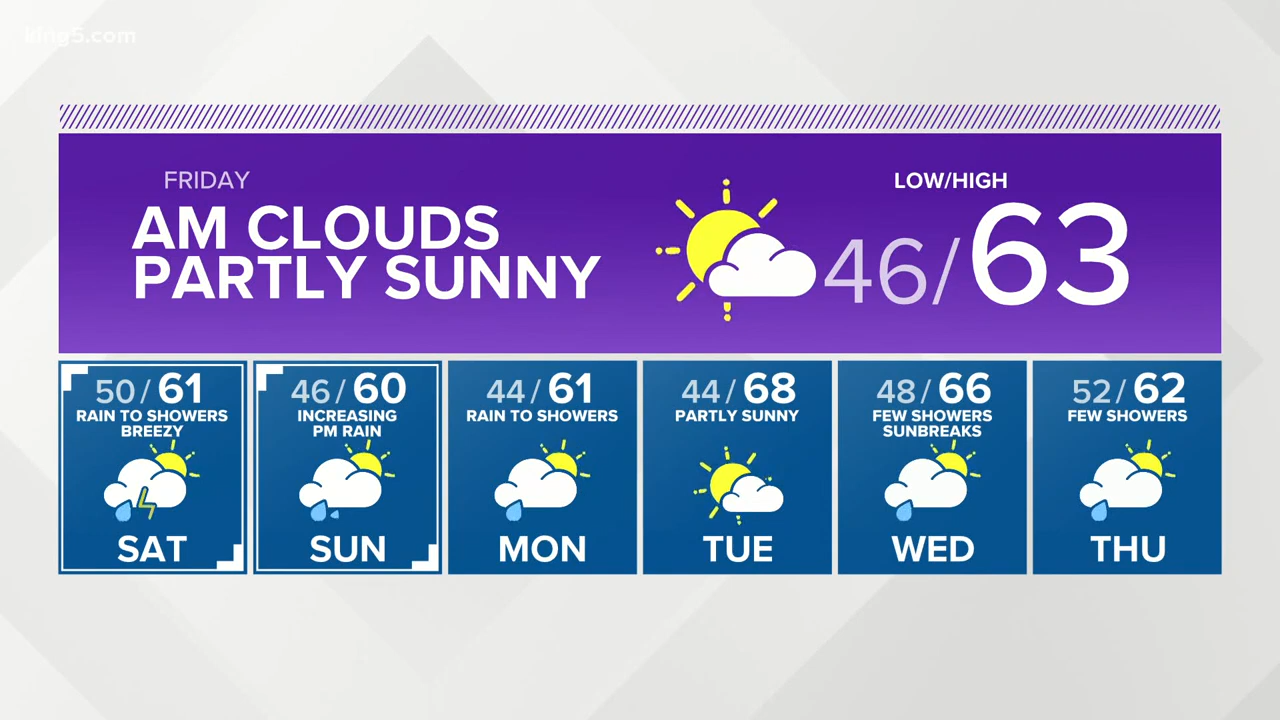 king5.com
FRIDAY
AM CLOUDS
PARTLY SUNNY
LOW/HIGH
46/63
50/61
RAIN TO SHOWERS
BREEZY
SAT
46/60
INCREASING
PM RAIN
SUN
44/61
RAIN TO SHOWERS
MON
44/68
PARTLY SUNNY
TUE
48/66
FEW SHOWERS
SUNBREAKS
WED
52/62
FEW SHOWERS
THU